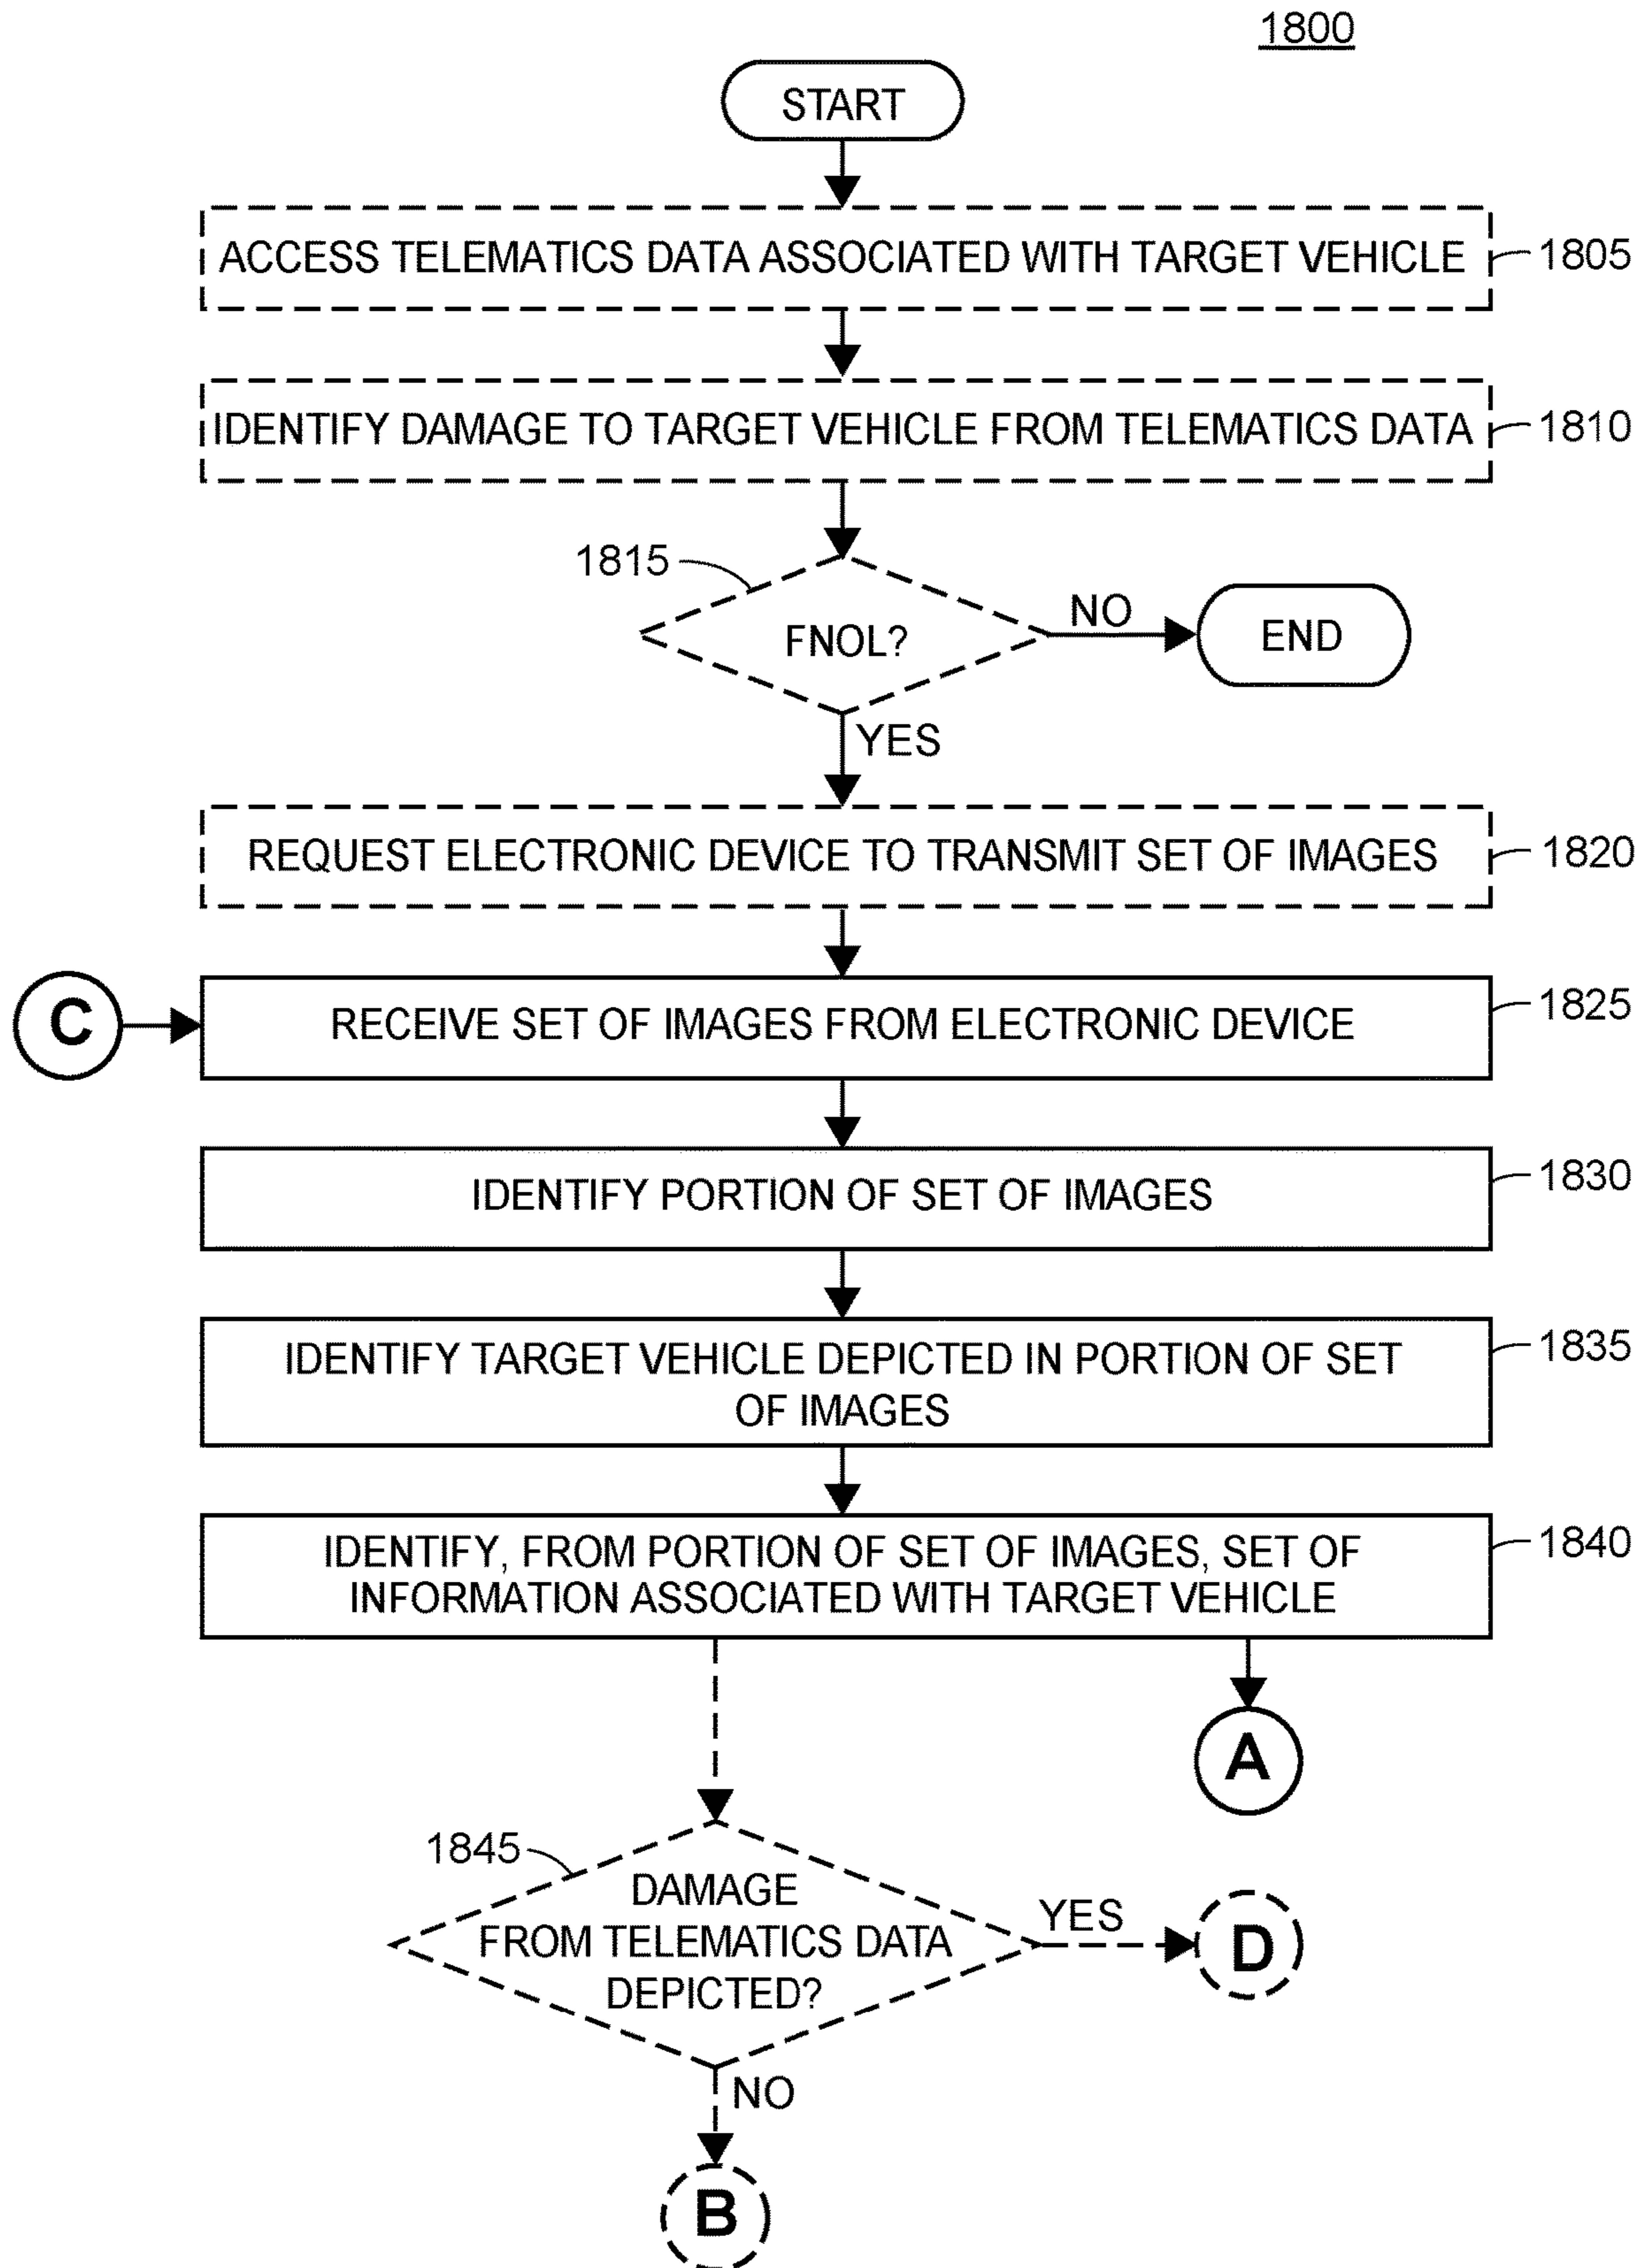 1800
START
ACCESS TELEMATICS DATA ASSOCIATED WITH TARGET VEHICLE
1805
IDENTIFY DAMAGE TO TARGET VEHICLE FROM TELEMATICS DATA
1810
1815
FNOL?
NO
END
YES
REQUEST ELECTRONIC DEVICE TO TRANSMIT SET OF IMAGES
1820
C
RECEIVE SET OF IMAGES FROM ELECTRONIC DEVICE
1825
IDENTIFY PORTION OF SET OF IMAGES
1830
IDENTIFY TARGET VEHICLE DEPICTED IN PORTION OF SET
OF IMAGES
1835
IDENTIFY, FROM PORTION OF SET OF IMAGES, SET OF
INFORMATION ASSOCIATED WITH TARGET VEHICLE
1840
A
1845
DAMAGE
FROM TELEMATICS DATA
DEPICTED?
YES
D
NO
B